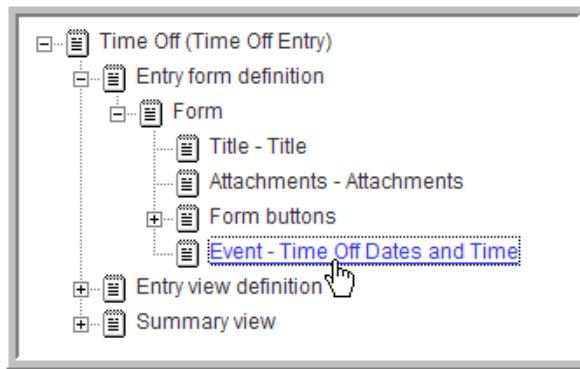 Time Off (Time Off Entry)
Entry form definition
Form
Title - Title
Attachments - Attachments
Form buttons
Event - Time Off Dates and Time
Entry view definition
Summary view